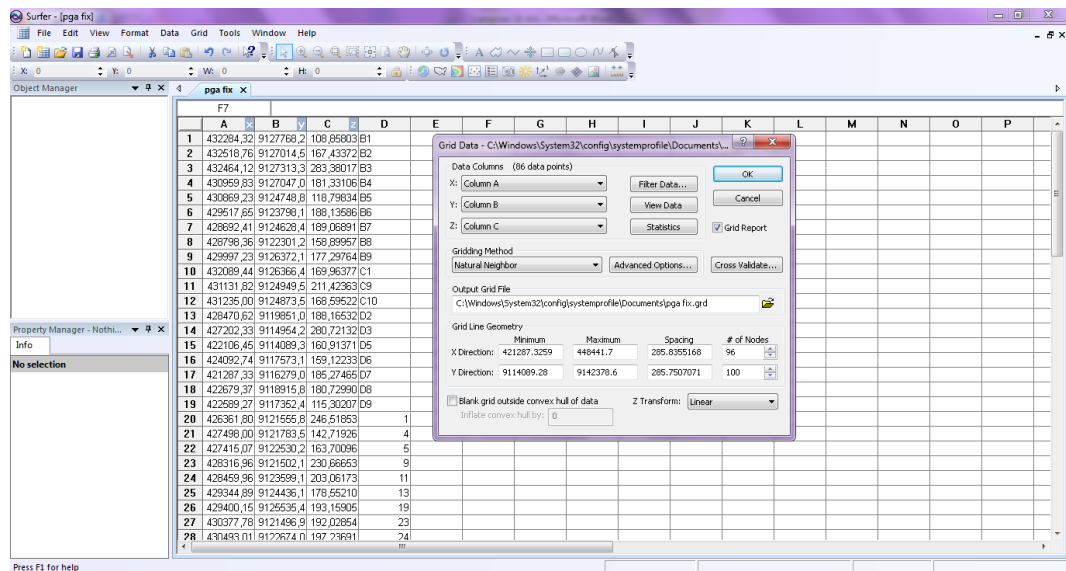 Surfer - [pga fix]
File Edit View Format Data Grid Tools Window Help
X: 0 Y: 0 W: 0 H: 0
Object Manager
pga fix
F7
A x B y C z D E F G H I J K L M N O P
1 432284,32 9127768,2 108,85803 B1
2 432518,76 9127014,5 167,43372 B2
3 432464,12 9127313,3 283,38017 B3
4 430959,83 9127047,0 181,33106 B4
5 430869,23 9124748,8 118,79834 B5
6 429517,65 9123798,1 188,13586 B6
7 428692,41 9124628,4 189,06891 B7
8 428798,36 9122301,2 158,89957 B8
9 429997,23 9126372,1 177,29764 B9
10 432089,44 9126366,4 169,96377 C1
11 431131,82 9124949,5 211,42363 C9
12 431235,00 9124873,5 168,59522 C10
13 428470,62 9119851,0 188,16532 D2
14 427202,33 9114954,2 280,72132 D3
15 422106,45 9114089,3 160,91371 D5
16 424092,74 9117573,1 159,12233 D6
17 421287,33 9116279,0 185,27465 D7
18 422679,37 9118915,8 180,72990 D8
19 422589,27 9117352,4 115,30207 D9
20 426361,80 9121555,8 246,51853 1
21 427498,00 9121783,5 142,71926 4
22 427415,07 9122530,2 163,70096 5
23 428316,96 9121502,1 230,66653 9
24 428459,96 9123599,1 203,06173 11
25 429344,89 9124436,1 178,55210 13
26 429400,15 9125535,4 193,15905 19
27 430377,78 9121496,9 192,02854 23
28 430493,01 9122674,0 197,23691 24
Property Manager - Nothi...
Info
No selection
Grid Data - C:\Windows\System32\config\systemprofile\Documents\...
Data Columns (86 data points)
X: Column A
Y: Column B
Z: Column C
Filter Data...
View Data
Statistics
OK
Cancel
Grid Report
Gridding Method
Natural Neighbor
Advanced Options...
Cross Validate...
Output Grid File
C:\Windows\System32\config\systemprofile\Documents\pga fix.grd
Grid Line Geometry
Minimum Maximum Spacing # of Nodes
X Direction: 421287.3259 448441.7 285.8355168 96
Y Direction: 9114089.28 9142378.6 285.7507071 100
Blank grid outside convex hull of data
Z Transform: Linear
Inflate convex hull by: 0
Press F1 for help